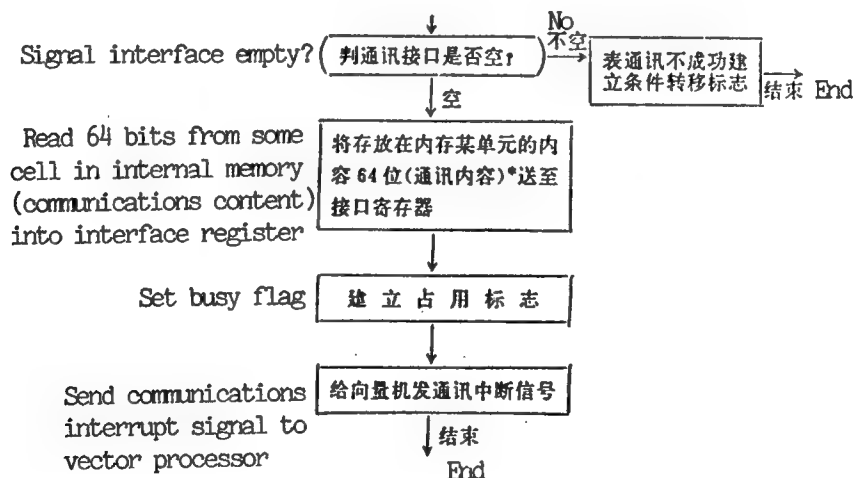 No
不空
Signal interface empty?
判通讯接口是否空?
表通讯不成功建
立条件转移标志
结束 End
空
Read 64 bits from some
cell in internal memory
(communications content)
into interface register
将存放在内存某单元的内
容64位(通讯内容)*送至
接口寄存器
Set busy flag
建立占用标志
Send communications
interrupt signal to
vector processor
给向量机发通讯中断信号
结束
End